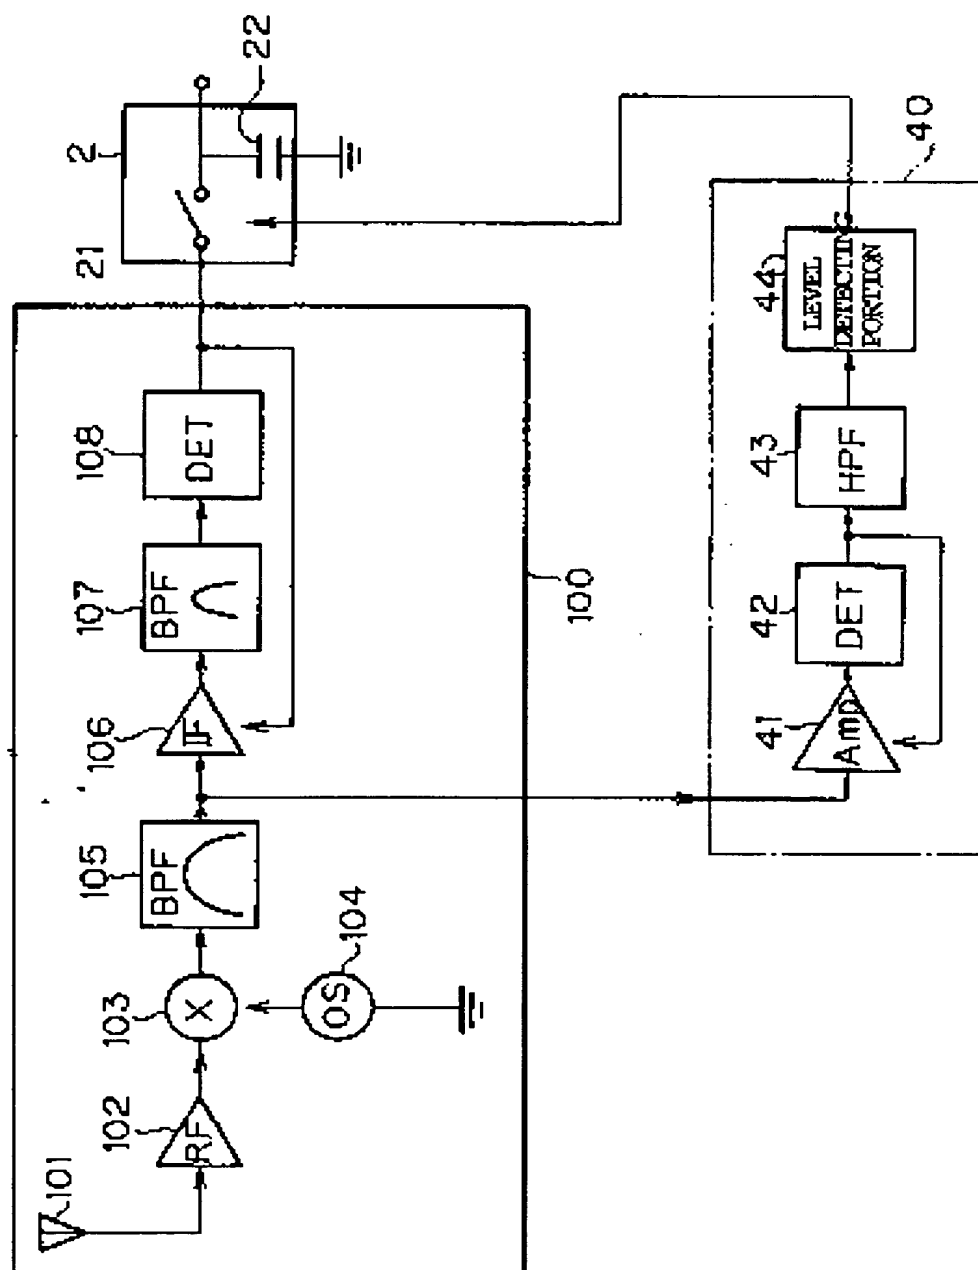 101
102
RF
103
X
104
OS
105
BPF
106
IF
107
BPF
108
DET
100
21
2
22
41
Amp
42
DET
43
HPF
44
LEVEL
DETECTING
PORTION
40